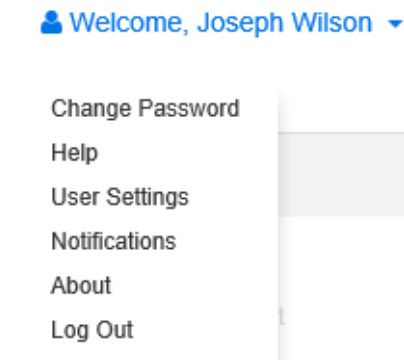 Welcome, Joseph Wilson
Change Password
Help
User Settings
Notifications
About
Log Out